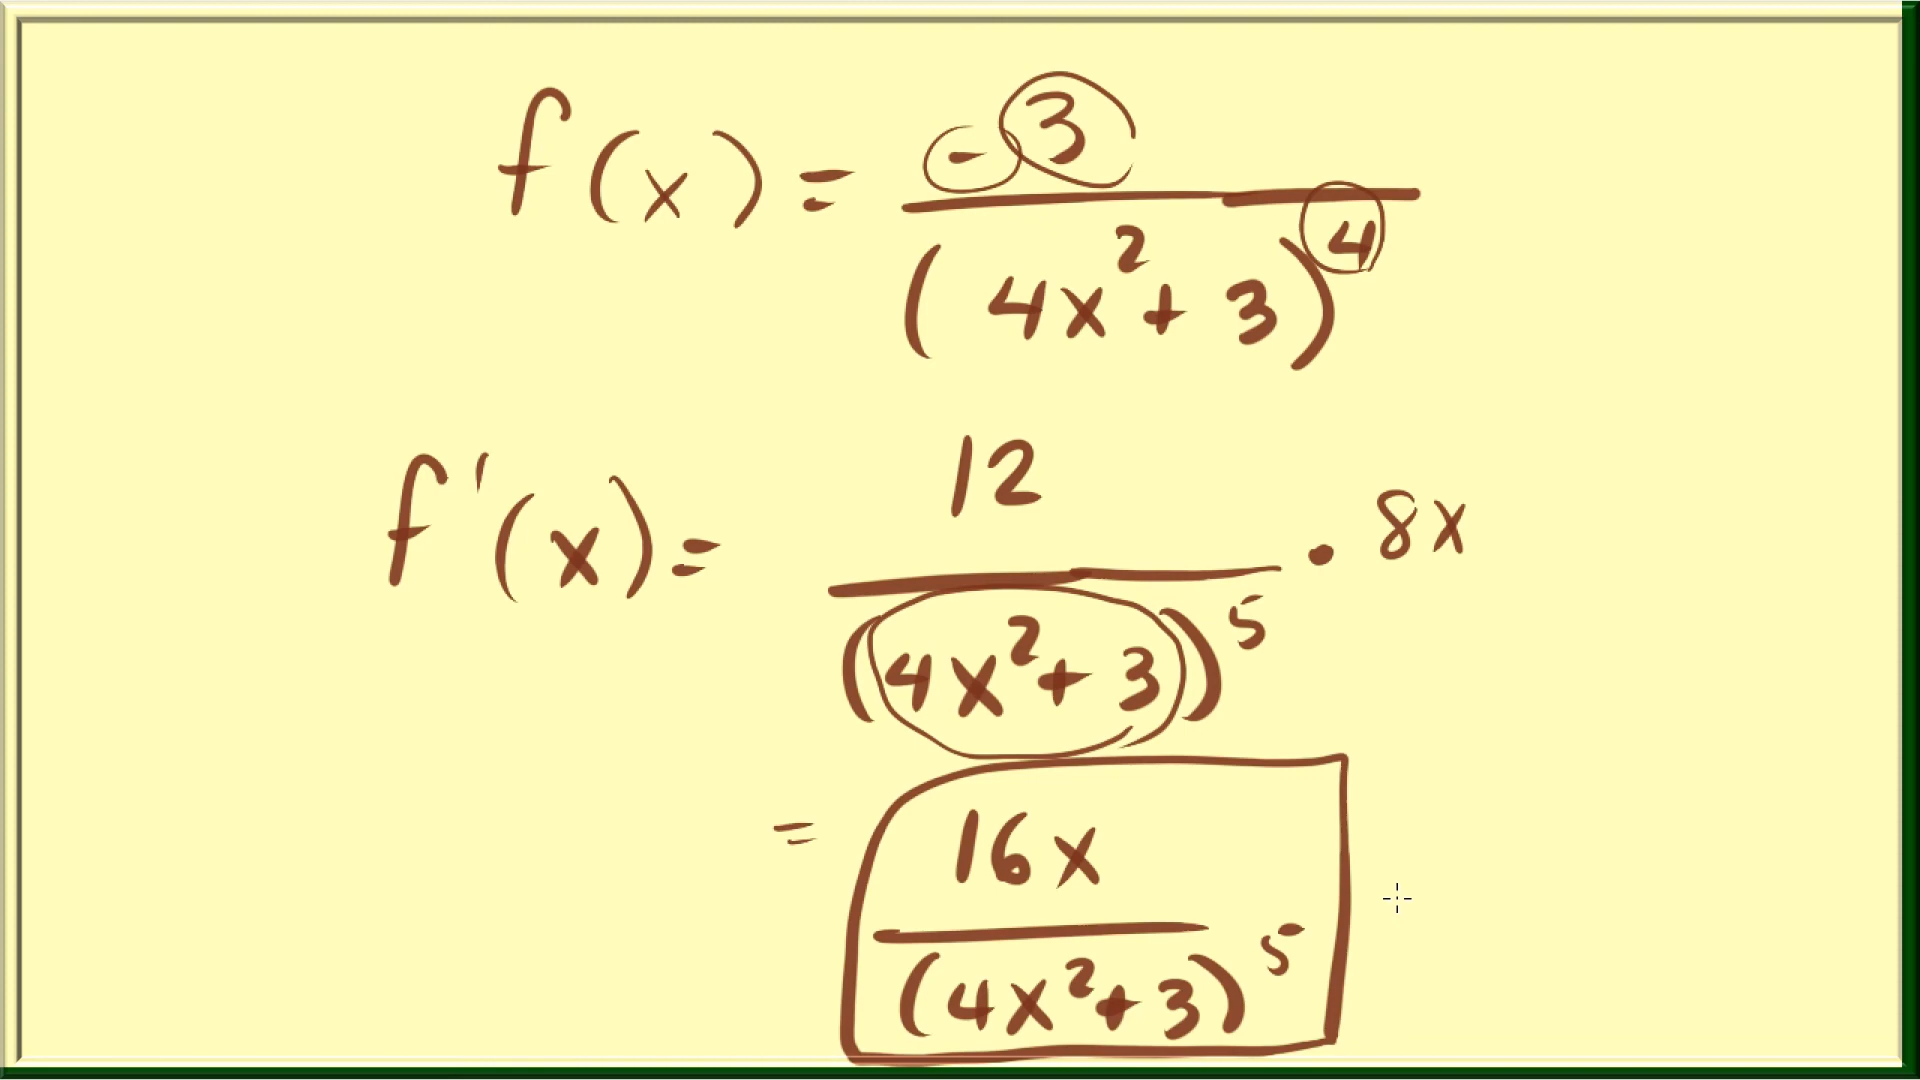 f(x) = -3 / (4x² + 3)⁴
f'(x) = 12 / (4x² + 3)⁵ · 8x
= 16x / (4x² + 3)⁵